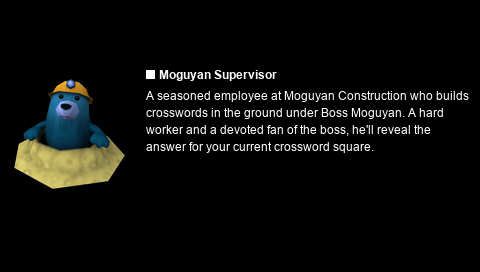 Moguyan Supervisor
A seasoned employee at Moguyan Construction who builds
crosswords in the ground under Boss Moguyan. A hard
worker and a devoted fan of the boss, he'll reveal the
answer for your current crossword square.